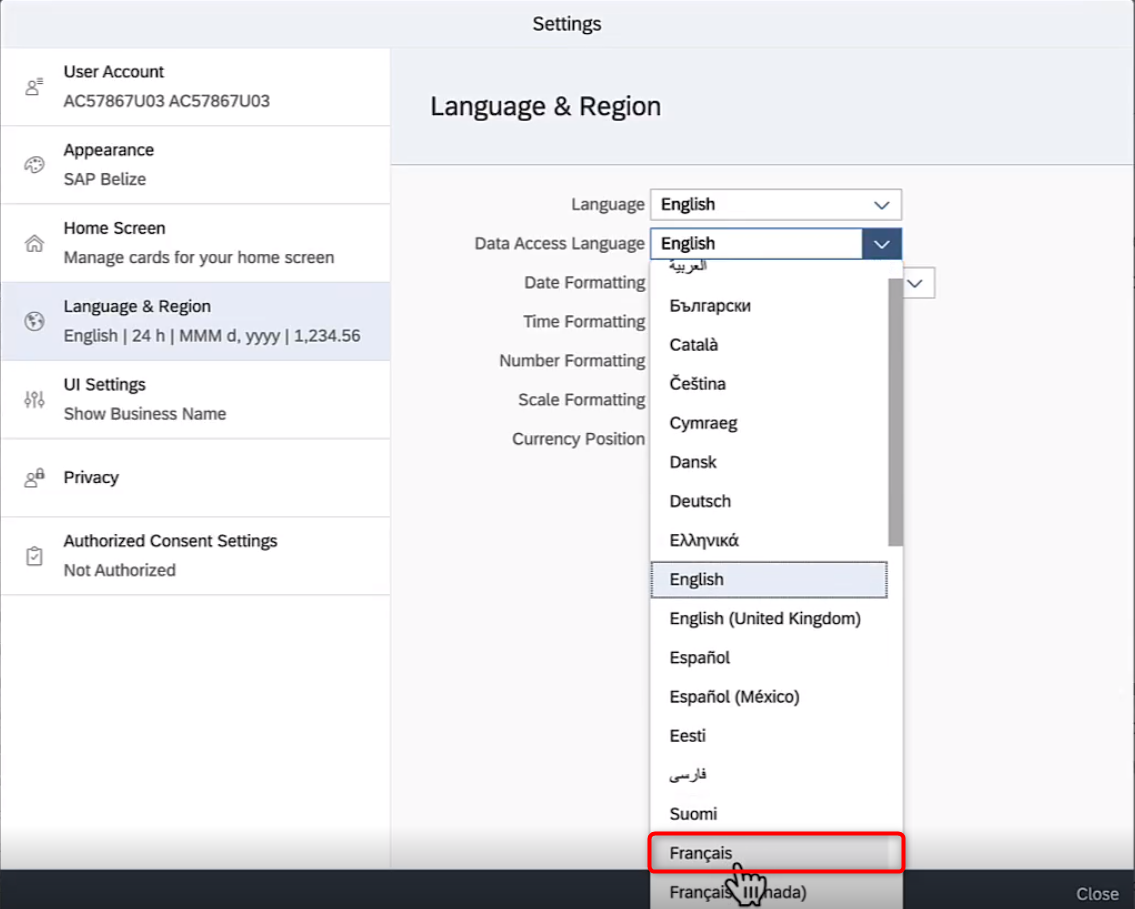 Settings
User Account
AC57867U03 AC57867U03
Appearance
SAP Belize
Home Screen
Manage cards for your home screen
Language & Region
English | 24 h | MMM d, yyyy | 1,234.56
UI Settings
Show Business Name
Privacy
Authorized Consent Settings
Not Authorized
Language & Region
Language English
Data Access Language English
Date Formatting
Time Formatting
Number Formatting
Scale Formatting
Currency Position
العربية
Български
Català
Čeština
Cymraeg
Dansk
Deutsch
Ελληνικά
English
English (United Kingdom)
Español
Español (México)
Eesti
فارسی
Suomi
Français
Français
Close